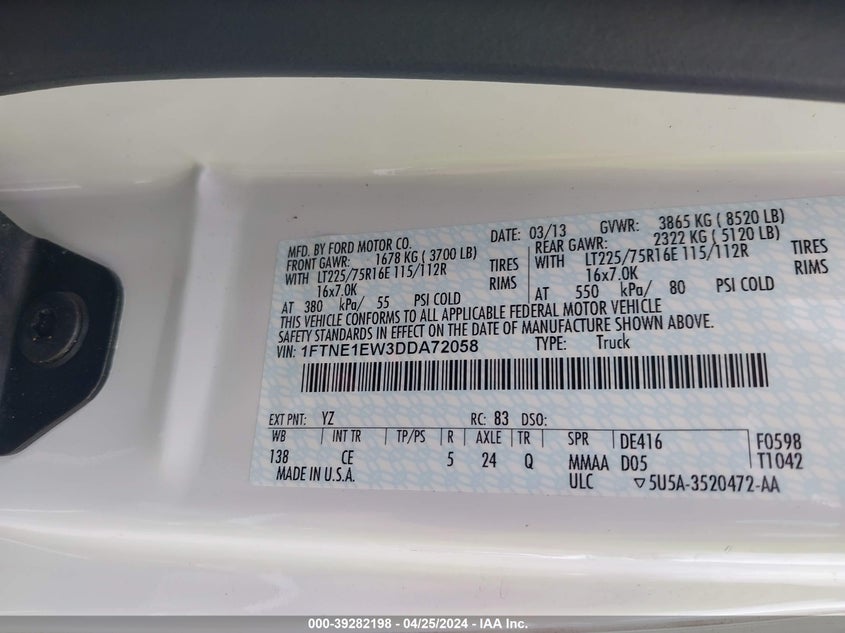 MFD. BY FORD MOTOR CO. DATE: 03/13 GVWR: 3865 KG ( 8520 LB)
FRONT GAWR: 1678 KG ( 3700 LB) REAR GAWR: 2322 KG ( 5120 LB)
WITH LT225/75R16E 115/112R TIRES WITH LT225/75R16E 115/112R TIRES
16x7.0K RIMS 16x7.0K RIMS
AT 380 kPa/ 55 PSI COLD AT 550 kPa/ 80 PSI COLD
THIS VEHICLE CONFORMS TO ALL APPLICABLE FEDERAL MOTOR VEHICLE
SAFETY STANDARDS IN EFFECT ON THE DATE OF MANUFACTURE SHOWN ABOVE.
VIN: 1FTNE1EW3DDA72058 TYPE: Truck
EXT PNT: YZ RC: 83 DSO:
WB INT TR TP/PS R AXLE TR SPR DE416 F0598
138 CE 5 24 Q MMAA D05 T1042
MADE IN U.S.A. ULC ▽5U5A-3520472-AA
000-39282198 - 04/25/2024 - IAA Inc.